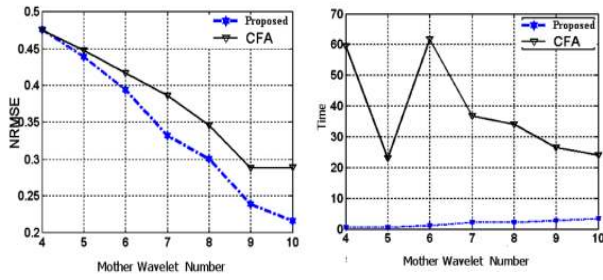 0.5
Proposed
CFA
0.45
0.4
0.35
0.3
0.25
0.2
NRMSE
4 5 6 7 8 9 10
Mother Wavelet Number
70
Proposed
CFA
60
50
40
30
20
10
0
Time
4 5 6 7 8 9 10
Mother Wavelet Number